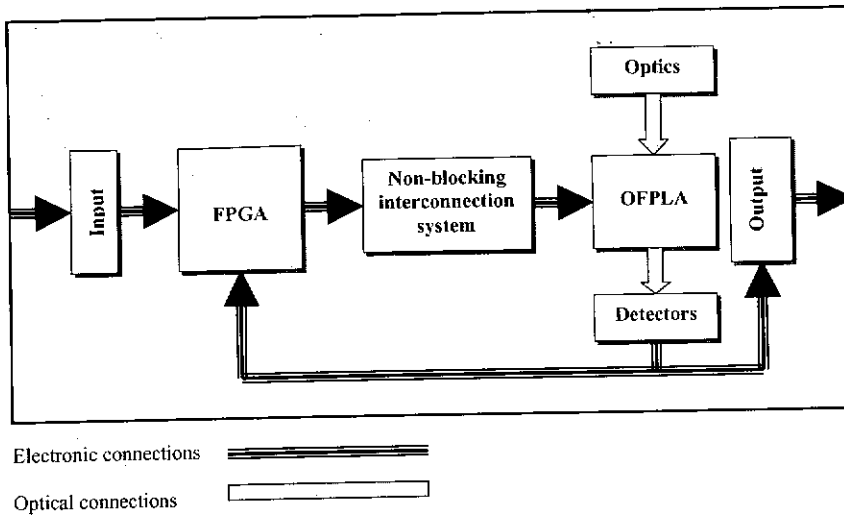 Optics
Input
FPGA
Non-blocking
interconnection
system
OFPLA
Output
Detectors
Electronic connections
Optical connections